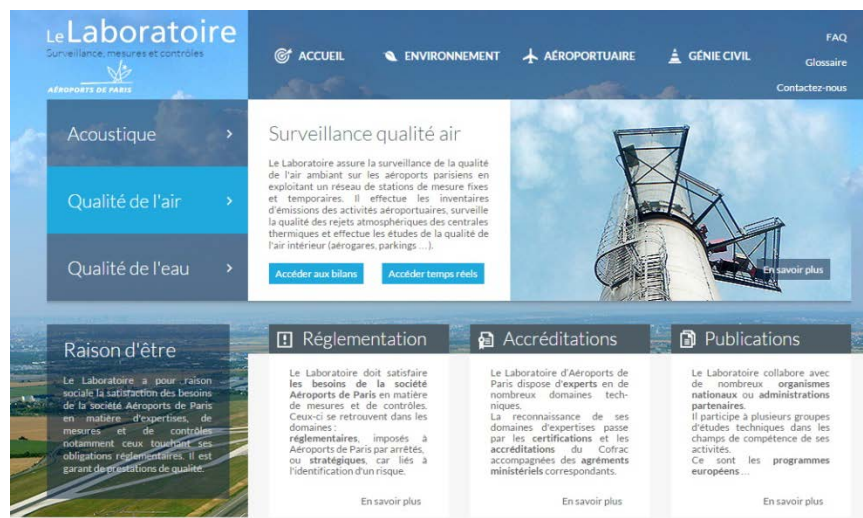 Le Laboratoire
Surveillance, mesures et contrôles
AÉROPORTS DE PARIS
ACCUEIL
ENVIRONNEMENT
AÉROPORTUAIRE
GÉNIE CIVIL
FAQ
Glossaire
Contactez-nous
Acoustique
Qualité de l'air
Qualité de l'eau
Surveillance qualité air
Le Laboratoire assure la surveillance de la qualité
de l'air ambiant sur les aéroports parisiens en
exploitant un réseau de stations de mesure fixes
et temporaires. Il effectue les inventaires
d'émissions des activités aéroportuaires, surveille
la qualité des rejets atmosphériques des centrales
thermiques et effectue les études de la qualité de
l'air intérieur (aérogares, parkings ...).
Accéder aux bilans
Accéder temps réels
En savoir plus
Raison d'être
Le Laboratoire a pour raison
sociale la satisfaction des besoins
de la société Aéroports de Paris
en matière d'expertises, de
mesures et de contrôles
notamment ceux touchant ses
obligations réglementaires. Il est
garant de prestations de qualité.
Réglementation
Le Laboratoire doit satisfaire
les besoins de la société
Aéroports de Paris en matière
de mesures et de contrôles.
Ceux-ci se retrouvent dans les
domaines :
réglementaires, imposés à
Aéroports de Paris par arrêtés,
ou stratégiques, car liés à
l'identification d'un risque.
En savoir plus
Accréditations
Le Laboratoire d'Aéroports de
Paris dispose d'experts en de
nombreux domaines tech-
niques.
La reconnaissance de ses
domaines d'expertises passe
par les certifications et les
accréditations du Cofrac
accompagnées des agréments
ministériels correspondants.
En savoir plus
Publications
Le Laboratoire collabore avec
de nombreux organismes
nationaux ou administrations
partenaires.
Il participe à plusieurs groupes
d'études techniques dans les
champs de compétence de ses
activités.
Ce sont les programmes
européens ...
En savoir plus